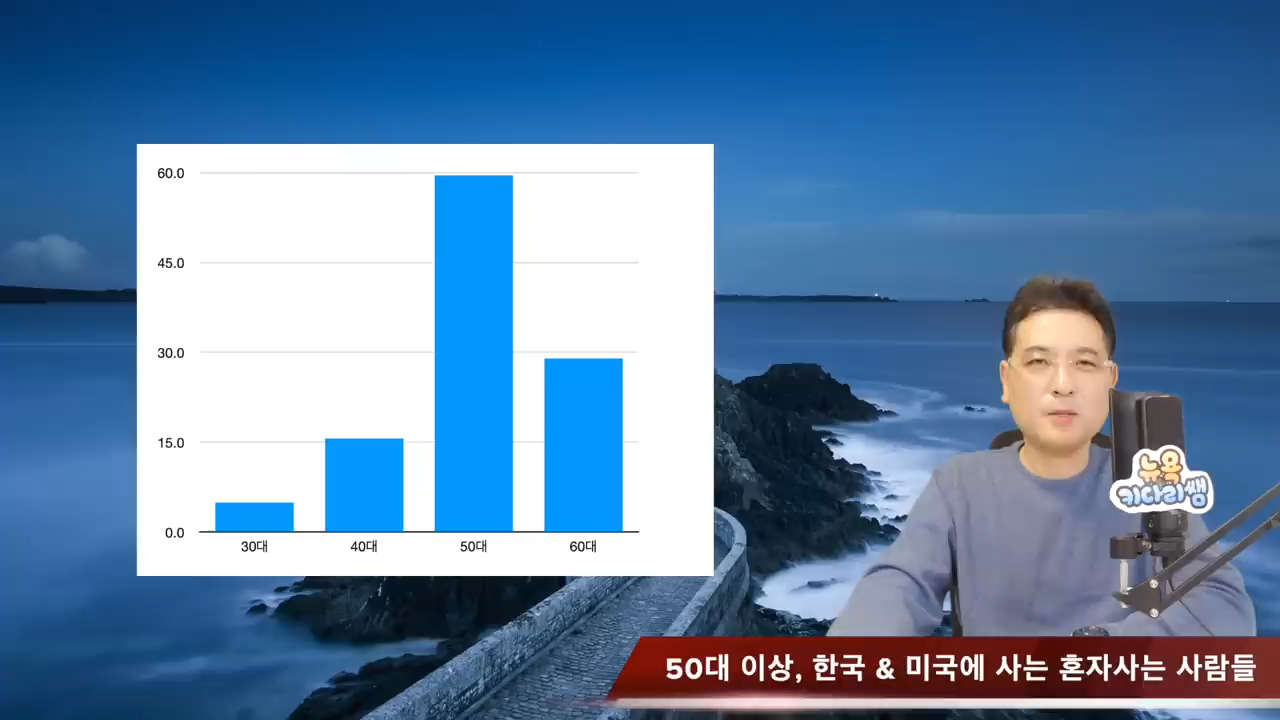 60.0
45.0
30.0
15.0
0.0
30대 40대 50대 60대
뉴욕
키다리쌤
50대 이상, 한국 & 미국에 사는 혼자사는 사람들